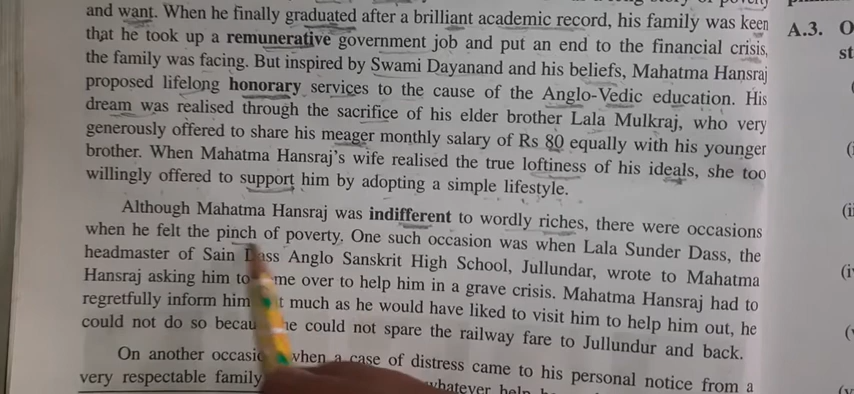 and want. When he finally graduated after a brilliant academic record, his family was keen
that he took up a remunerative government job and put an end to the financial crisis,
the family was facing. But inspired by Swami Dayanand and his beliefs, Mahatma Hansraj
proposed lifelong honorary services to the cause of the Anglo-Vedic education. His
dream was realised through the sacrifice of his elder brother Lala Mulkraj, who very
generously offered to share his meager monthly salary of Rs 80 equally with his younger
brother. When Mahatma Hansraj's wife realised the true loftiness of his ideals, she too
willingly offered to support him by adopting a simple lifestyle.
Although Mahatma Hansraj was indifferent to wordly riches, there were occasions
when he felt the pinch of poverty. One such occasion was when Lala Sunder Dass, the
headmaster of Sain Dass Anglo Sanskrit High School, Jullundar, wrote to Mahatma
Hansraj asking him to me over to help him in a grave crisis. Mahatma Hansraj had to
regretfully inform him t much as he would have liked to visit him to help him out, he
could not do so becau he could not spare the railway fare to Jullundur and back.
On another occasio when a case of distress came to his personal notice from a
very respectable family whatever help
A.3. O
st
(i
(ii
(i
(v